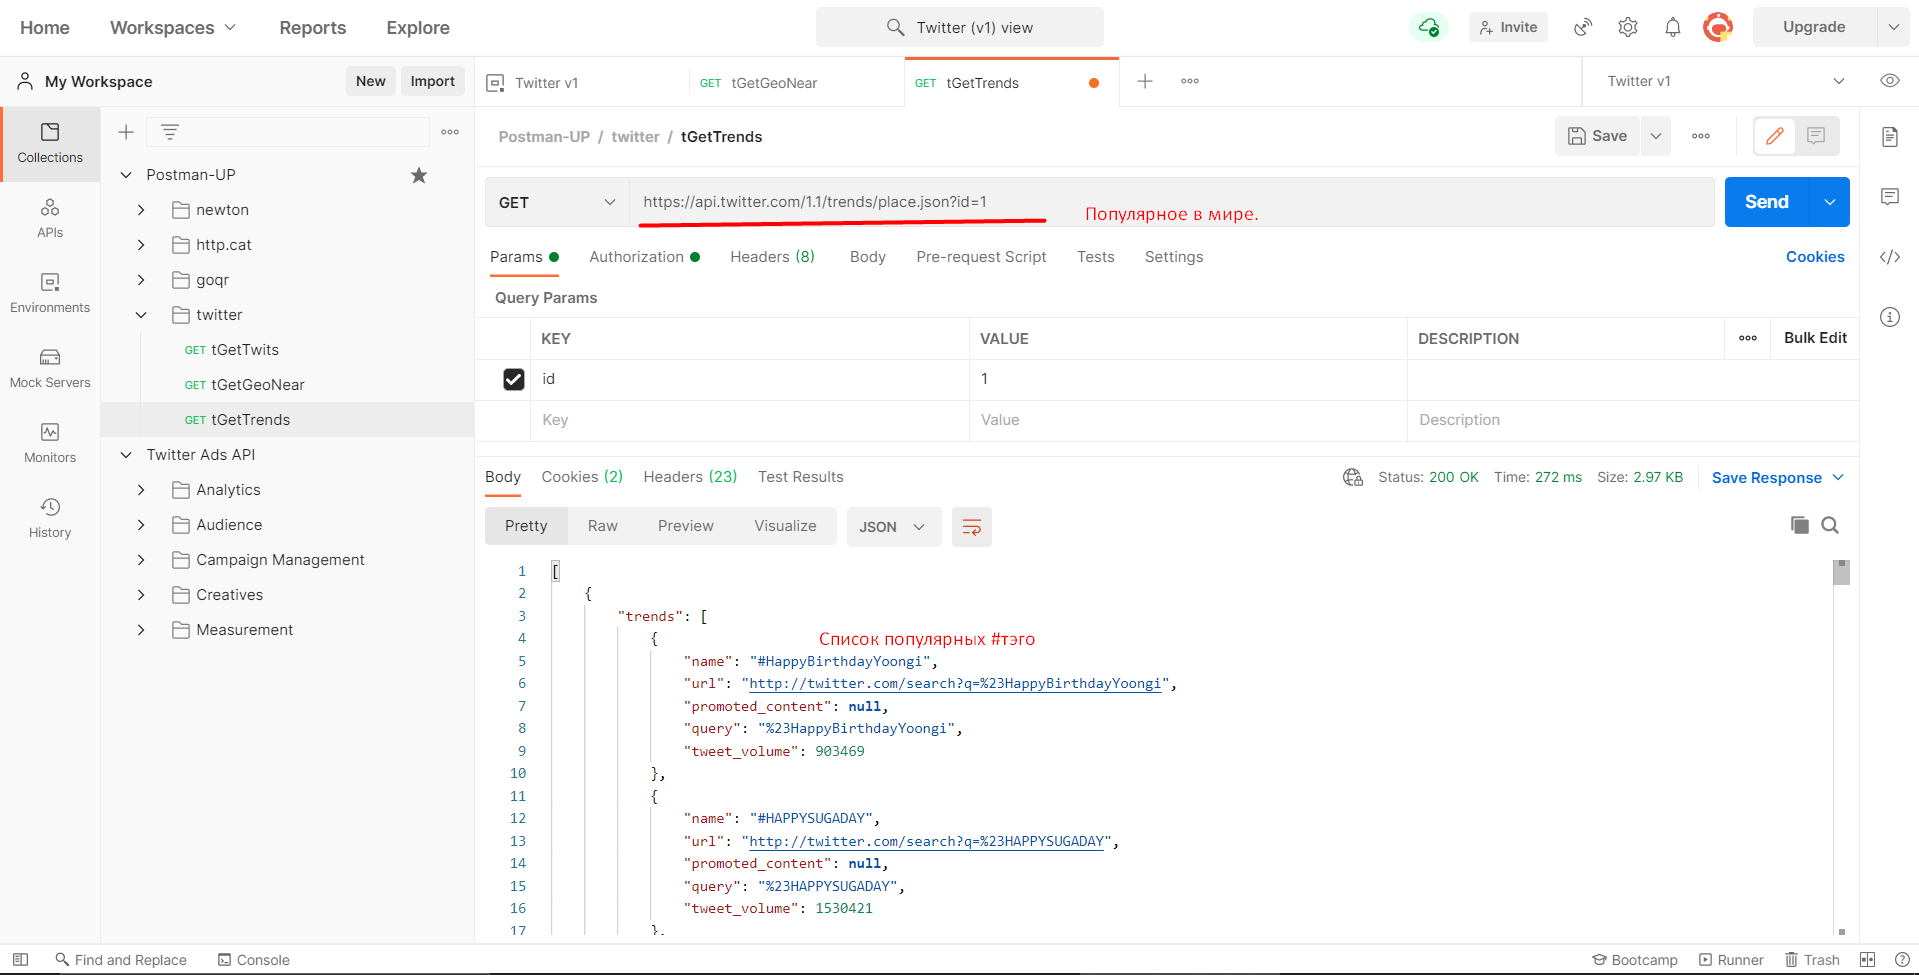 Home Workspaces Reports Explore Twitter (v1) view Invite Upgrade
My Workspace New Import Twitter v1 GET tGetGeoNear GET tGetTrends Twitter v1
Collections
APIs
Environments
Mock Servers
Monitors
History
Postman-UP
newton
http.cat
goqr
twitter
GET tGetTwits
GET tGetGeoNear
GET tGetTrends
Twitter Ads API
Analytics
Audience
Campaign Management
Creatives
Measurement
Postman-UP / twitter / tGetTrends Save
GET https://api.twitter.com/1.1/trends/place.json?id=1 Популярное в мире. Send
Params Authorization Headers (8) Body Pre-request Script Tests Settings Cookies
Query Params
KEY VALUE DESCRIPTION Bulk Edit
id 1
Key Value Description
Body Cookies (2) Headers (23) Test Results Status: 200 OK Time: 272 ms Size: 2.97 KB Save Response
Pretty Raw Preview Visualize JSON
1 [
2 {
3 "trends": [
4 { Список популярных #тэго
5 "name": "#HappyBirthdayYoongi",
6 "url": "http://twitter.com/search?q=%23HappyBirthdayYoongi",
7 "promoted_content": null,
8 "query": "%23HappyBirthdayYoongi",
9 "tweet_volume": 903469
10 },
11 {
12 "name": "#HAPPYSUGADAY",
13 "url": "http://twitter.com/search?q=%23HAPPYSUGADAY",
14 "promoted_content": null,
15 "query": "%23HAPPYSUGADAY",
16 "tweet_volume": 1530421
17 },
Find and Replace Console Bootcamp Runner Trash